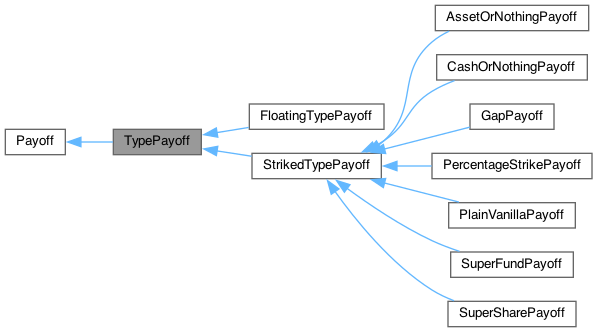 AssetOrNothingPayoff
CashOrNothingPayoff
FloatingTypePayoff
GapPayoff
Payoff
TypePayoff
StrikedTypePayoff
PercentageStrikePayoff
PlainVanillaPayoff
SuperFundPayoff
SuperSharePayoff